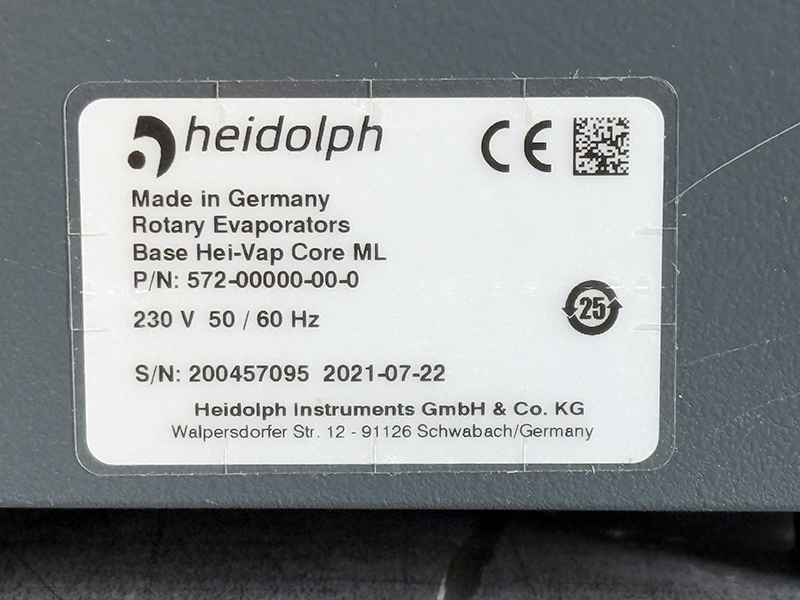 heidolph
CE
Made in Germany
Rotary Evaporators
Base Hei-Vap Core ML
P/N: 572-00000-00-0
230 V 50 / 60 Hz
25
S/N: 200457095 2021-07-22
Heidolph Instruments GmbH & Co. KG
Walpersdorfer Str. 12 - 91126 Schwabach/Germany